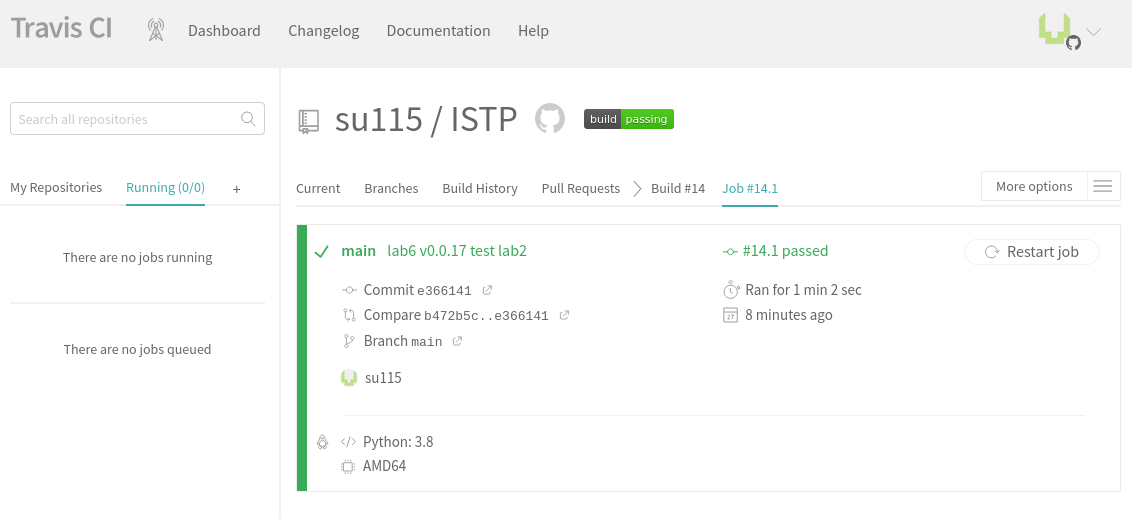 Travis CI
Dashboard Changelog Documentation Help
Search all repositories
My Repositories Running (0/0) +
There are no jobs running
There are no jobs queued
su115 / ISTP build passing
Current Branches Build History Pull Requests Build #14 Job #14.1 More options
main lab6 v0.0.17 test lab2 #14.1 passed Restart job
Commit e366141 Ran for 1 min 2 sec
Compare b472b5c..e366141 8 minutes ago
Branch main
su115
Python: 3.8
AMD64